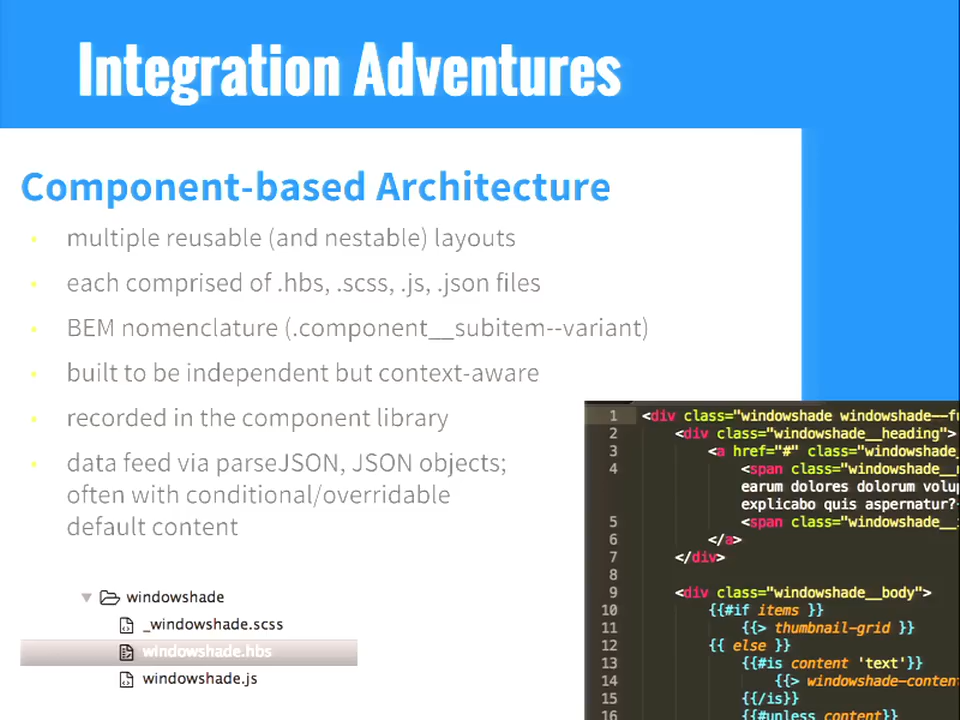 Integration Adventures
Component-based Architecture
• multiple reusable (and nestable) layouts
• each comprised of .hbs, .scss, .js, .json files
• BEM nomenclature (.component__subitem--variant)
• built to be independent but context-aware
• recorded in the component library
• data feed via parseJSON, JSON objects;
often with conditional/overridable
default content
windowshade
_windowshade.scss
windowshade.hbs
windowshade.js
1 <div class="windowshade windowshade--fu
2 <div class="windowshade__heading">
3 <a href="#" class="windowshade_
4 <span class="windowshade__
earum dolores dolorum volup
explicabo quis aspernatur?
5 <span class="windowshade__
6 </a>
7 </div>
8
9 <div class="windowshade__body">
10 {{#if items }}
11 {{> thumbnail-grid }}
12 {{ else }}
13 {{#is content 'text'}}
14 {{> windowshade-conten
15 {{/is}}
16 {{#unless content}}